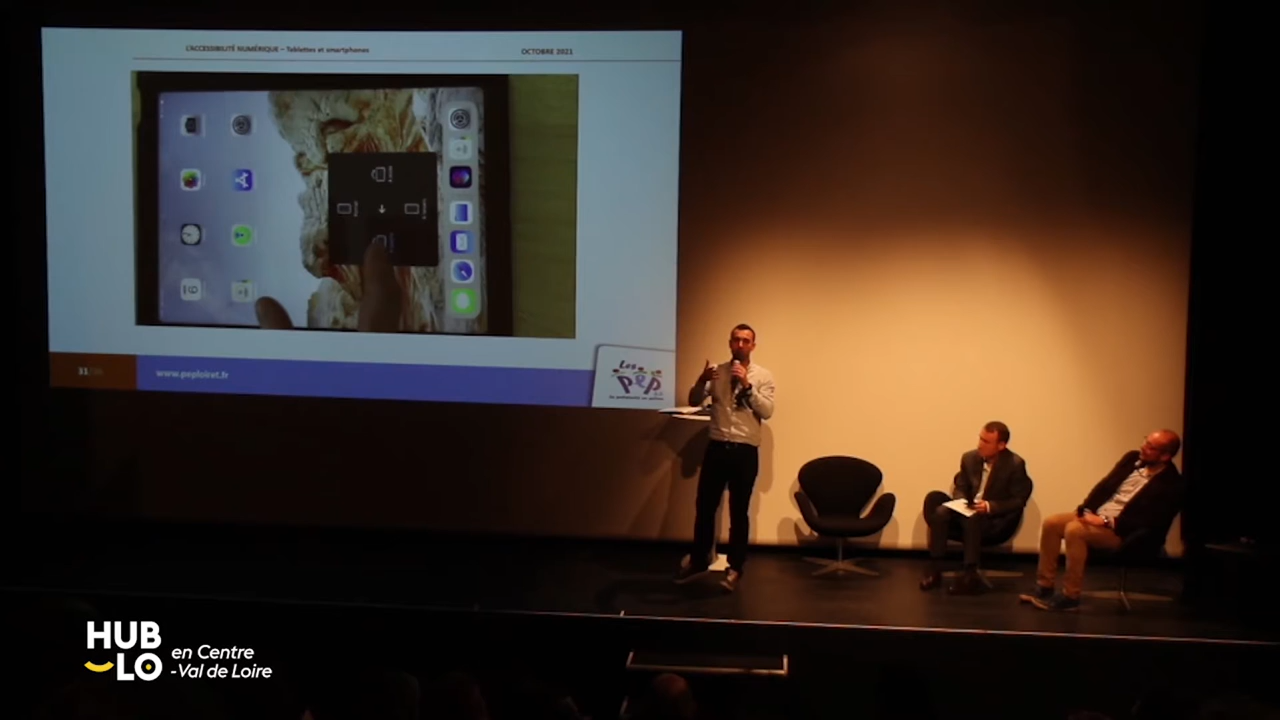 L'ACCESSIBILITÉ NUMÉRIQUE – Tablettes et smartphones
OCTOBRE 2021
31
www.peploiret.fr
Les
PEP
HUB
LO
en Centre
-Val de Loire